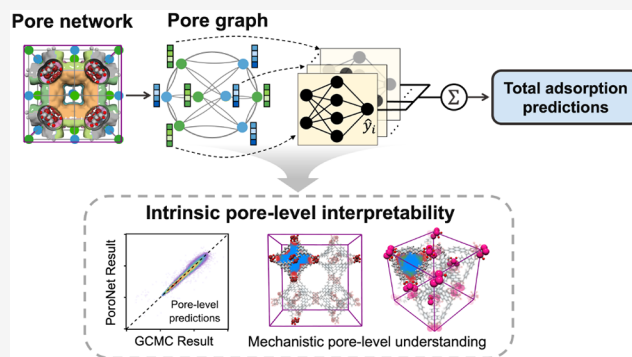 Pore network
Pore graph
ŷi
Σ
Total adsorption
predictions
Intrinsic pore-level interpretability
PoroNet Result
Pore-level
predictions
GCMC Result
Mechanistic pore-level understanding